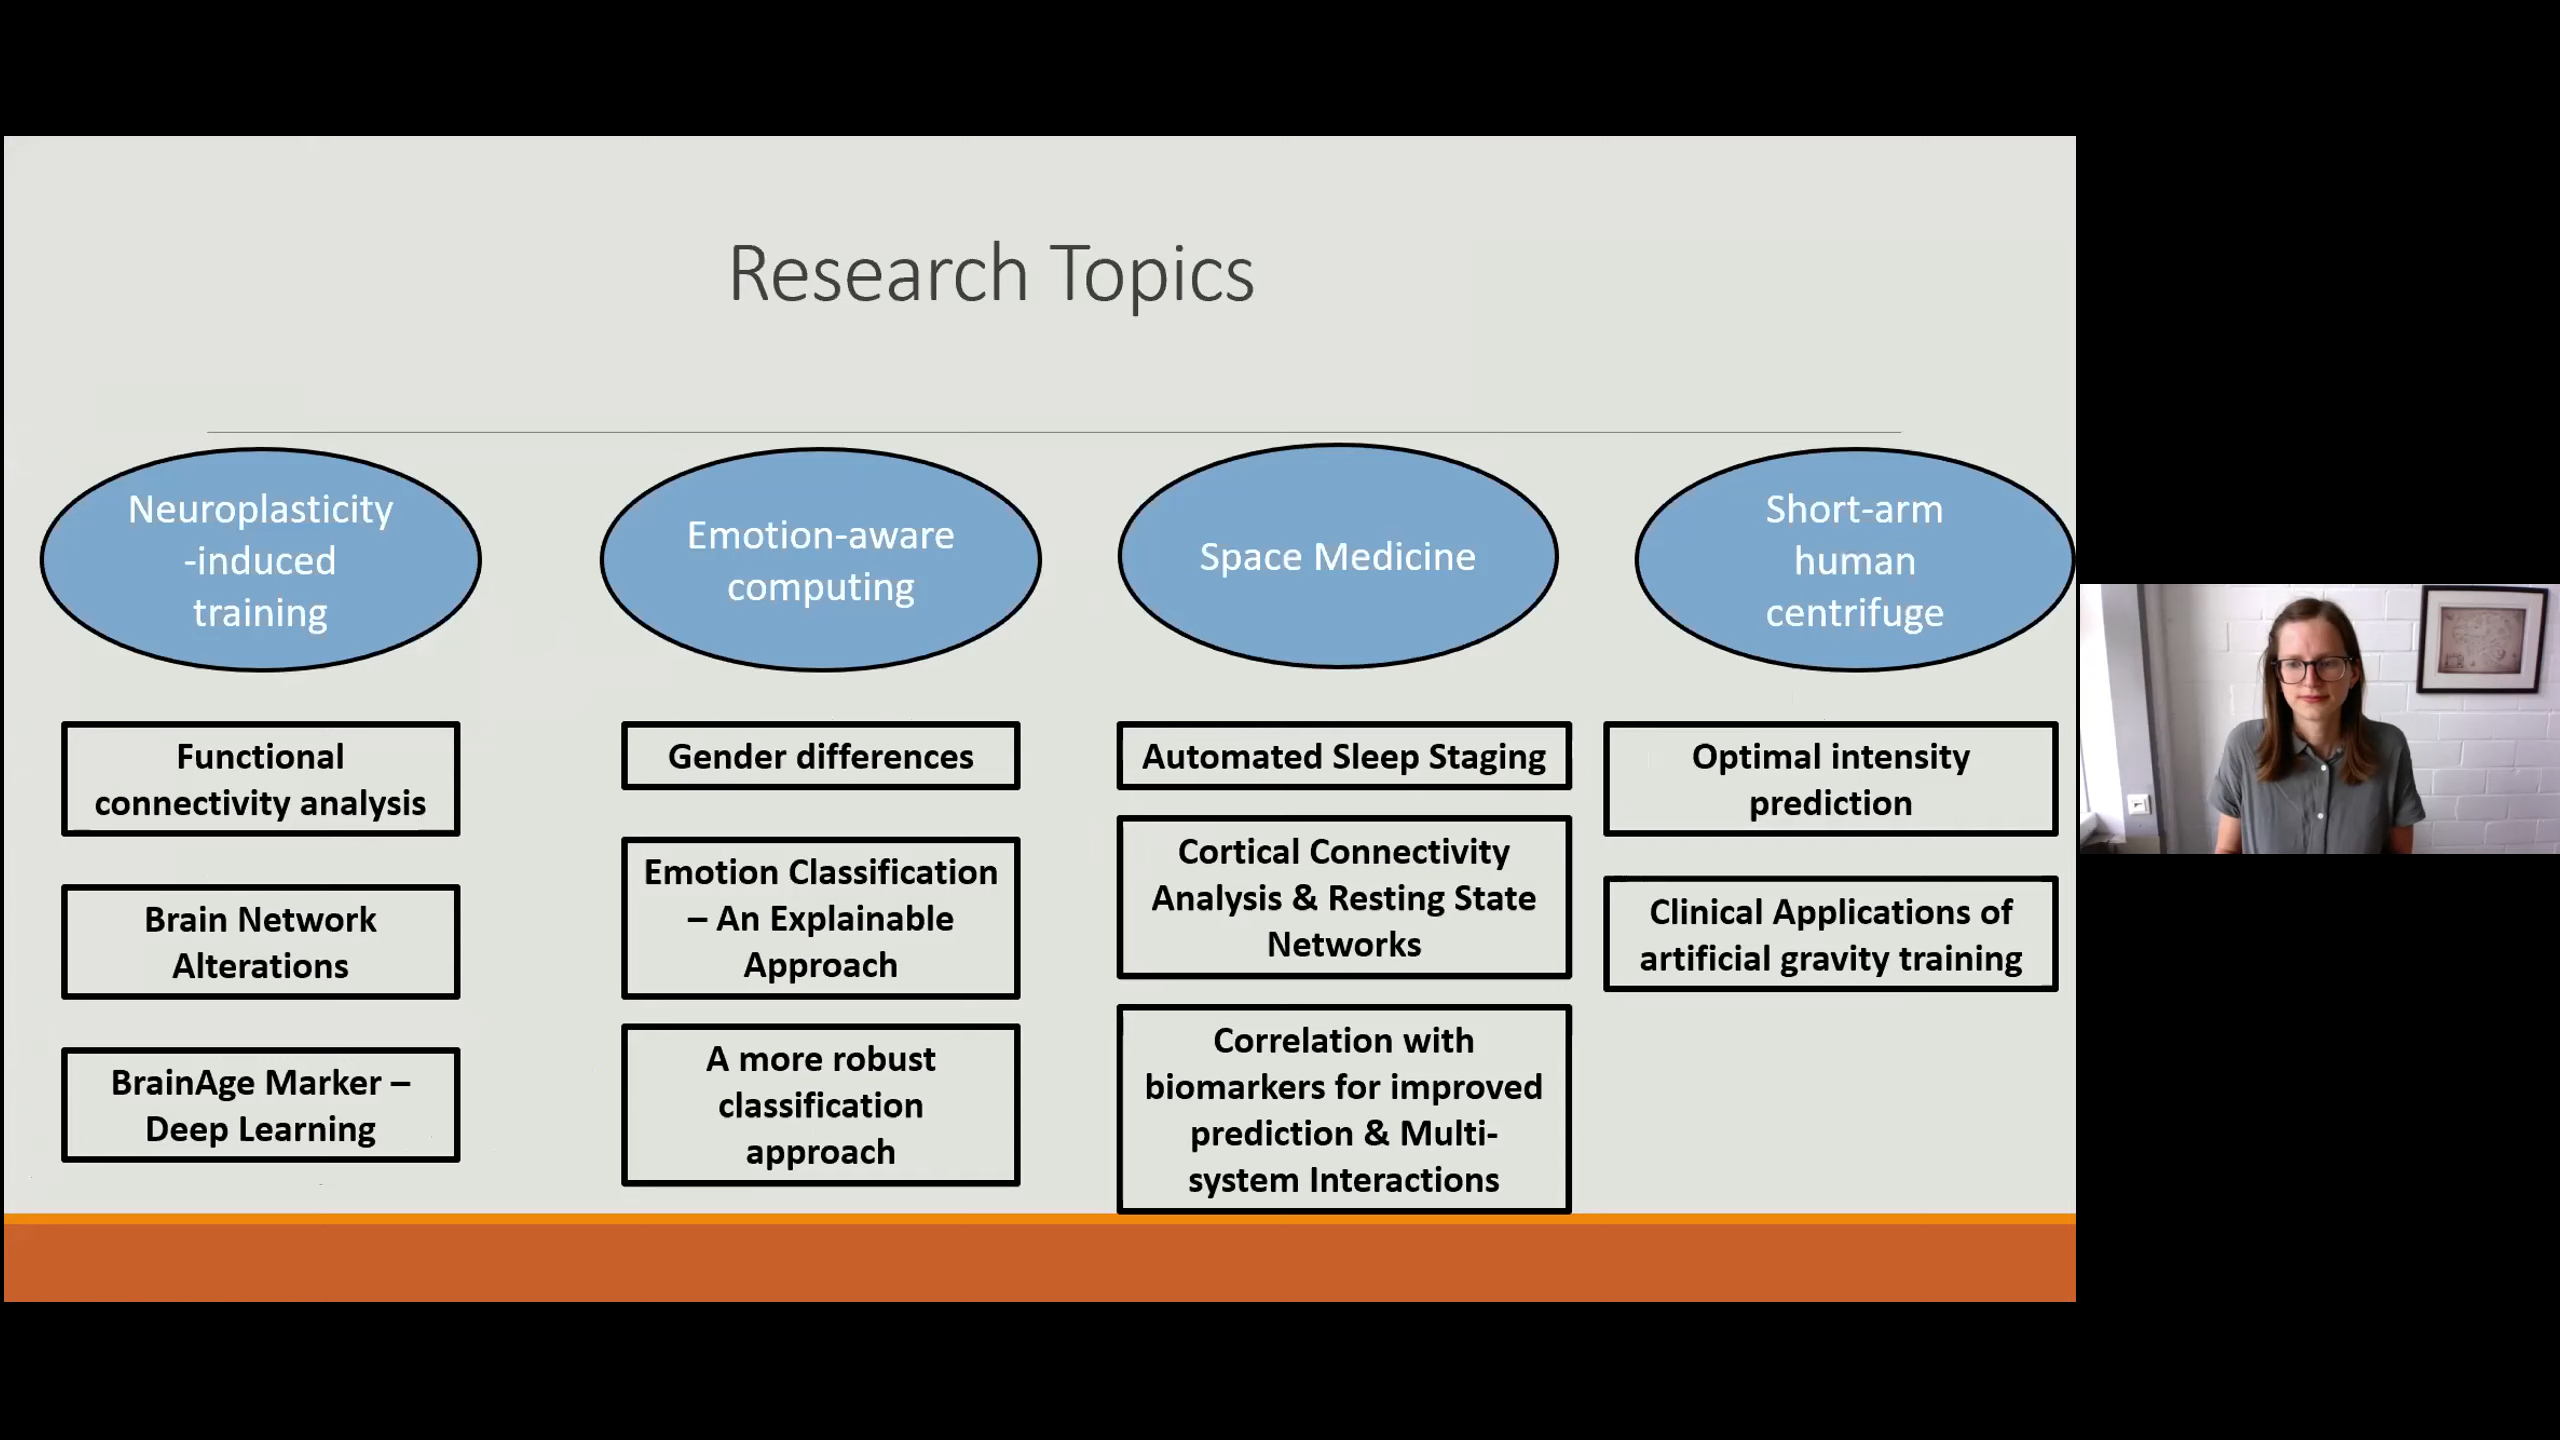 Research Topics
Neuroplasticity
-induced
training
Functional
connectivity analysis
Brain Network
Alterations
BrainAge Marker –
Deep Learning
Emotion-aware
computing
Gender differences
Emotion Classification
– An Explainable
Approach
A more robust
classification
approach
Space Medicine
Automated Sleep Staging
Cortical Connectivity
Analysis & Resting State
Networks
Correlation with
biomarkers for improved
prediction & Multi-
system Interactions
Short-arm
human
centrifuge
Optimal intensity
prediction
Clinical Applications of
artificial gravity training